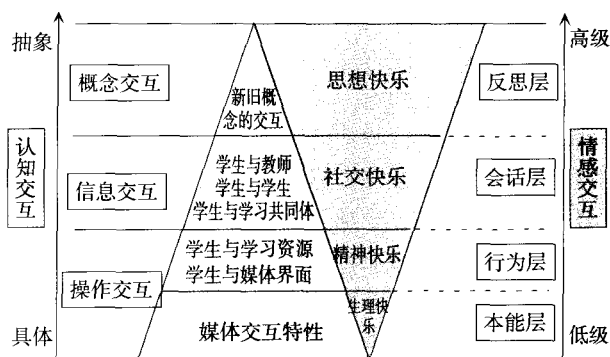 抽象
高级
概念交互
新旧概
念的交互
思想快乐
反思层
认知交互
情感交互
信息交互
学生与教师
学生与学生
学生与学习共同体
社交快乐
会话层
操作交互
学生与学习资源
学生与媒体界面
精神快乐
行为层
具体
媒体交互特性
生理快
乐
本能层
低级